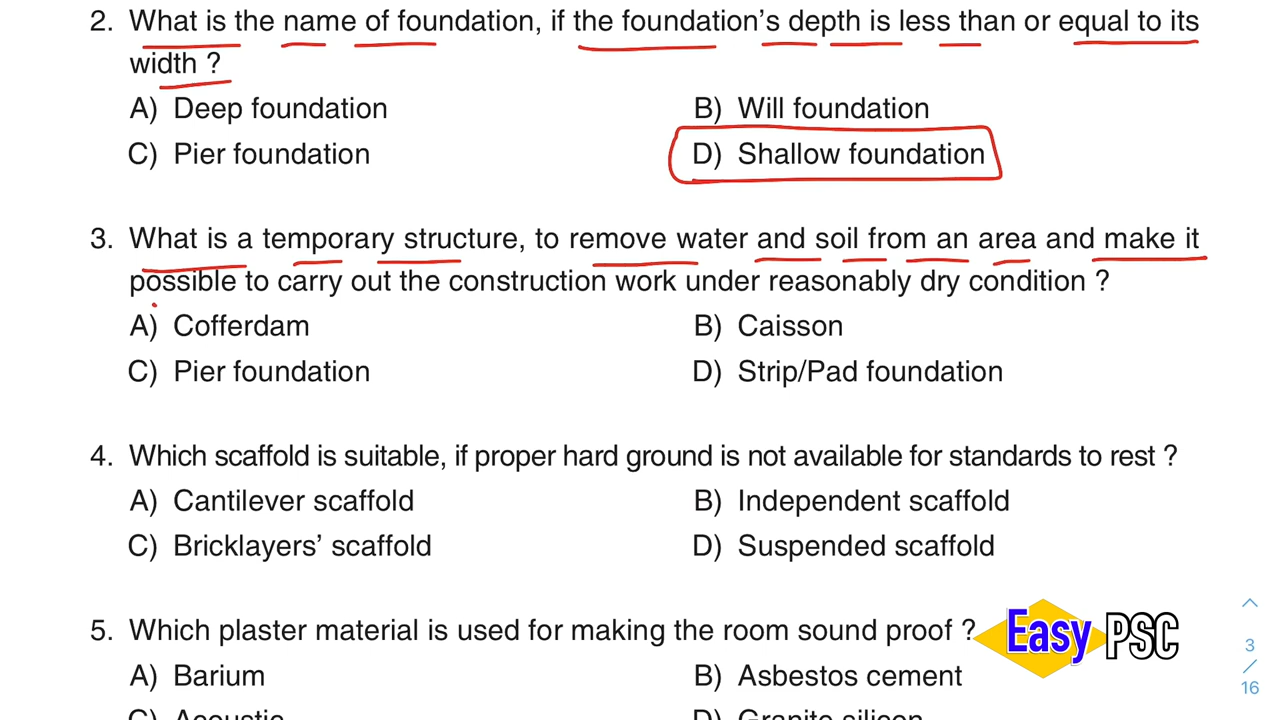 2. What is the name of foundation, if the foundation's depth is less than or equal to its
width ?
A) Deep foundation B) Will foundation
C) Pier foundation D) Shallow foundation
3. What is a temporary structure, to remove water and soil from an area and make it
possible to carry out the construction work under reasonably dry condition ?
A) Cofferdam B) Caisson
C) Pier foundation D) Strip/Pad foundation
4. Which scaffold is suitable, if proper hard ground is not available for standards to rest ?
A) Cantilever scaffold B) Independent scaffold
C) Bricklayers' scaffold D) Suspended scaffold
5. Which plaster material is used for making the room sound proof ?
Easy PSC
3
/
16
A) Barium B) Asbestos cement
C) Acoustic D) Granite silicon